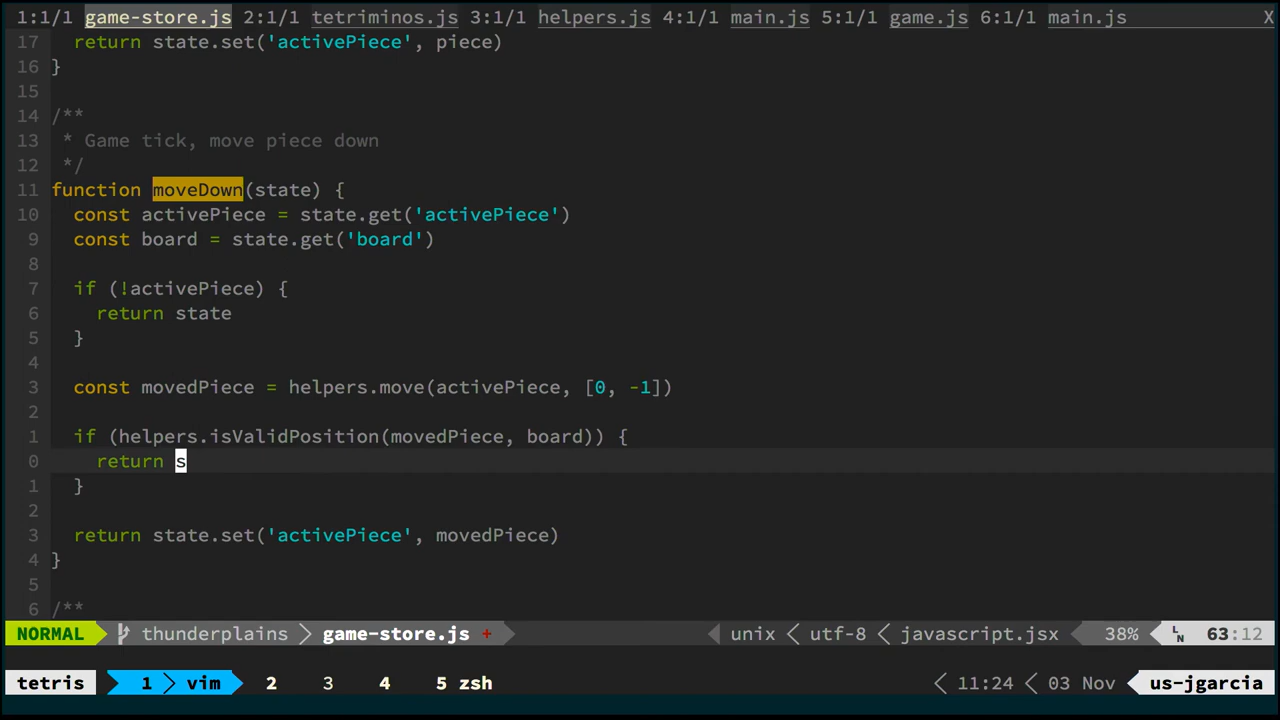 1:1/1 game-store.js 2:1/1 tetriminos.js 3:1/1 helpers.js 4:1/1 main.js 5:1/1 game.js 6:1/1 main.js X
17 return state.set('activePiece', piece)
16 }
15
14 /**
13 * Game tick, move piece down
12 */
11 function moveDown(state) {
10 const activePiece = state.get('activePiece')
9 const board = state.get('board')
8
7 if (!activePiece) {
6 return state
5 }
4
3 const movedPiece = helpers.move(activePiece, [0, -1])
2
1 if (helpers.isValidPosition(movedPiece, board)) {
0 return s
1 }
2
3 return state.set('activePiece', movedPiece)
4 }
5
6 /**
NORMAL thunderplains game-store.js + unix utf-8 javascript.jsx 38% LN 63:12
tetris 1 vim 2 3 4 5 zsh 11:24 03 Nov us-jgarcia